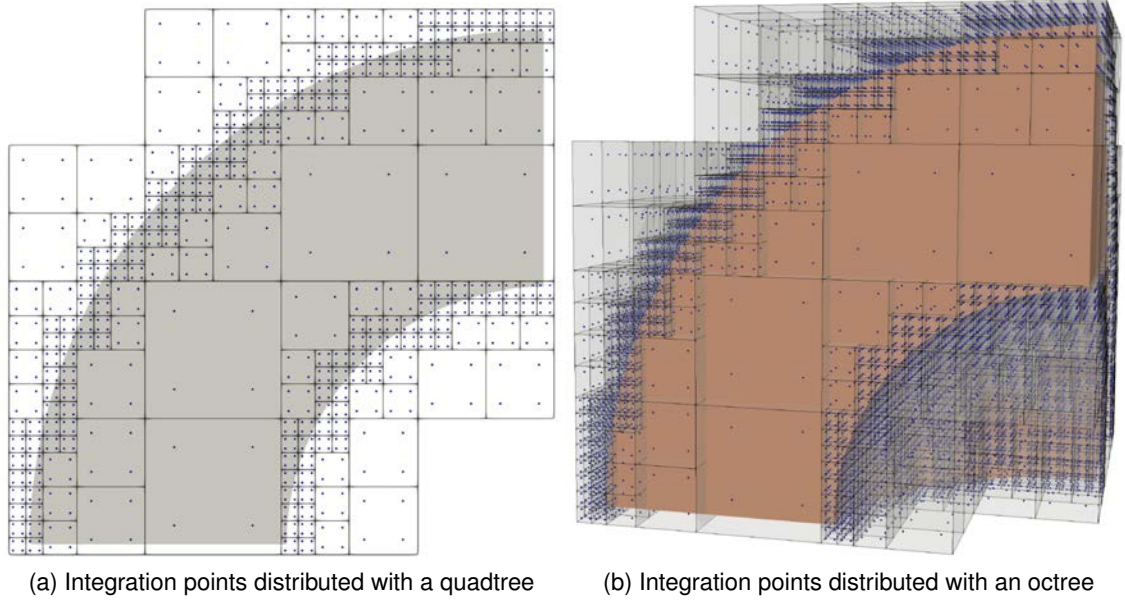 (a) Integration points distributed with a quadtree
(b) Integration points distributed with an octree